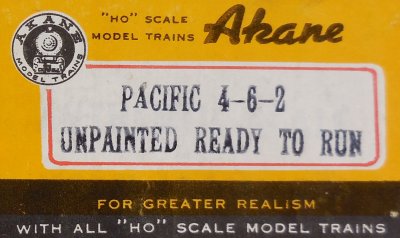 "HO" SCALE
MODEL TRAINS
Akane
AKANE
MODEL TRAINS
PACIFIC 4-6-2
UNPAINTED READY TO RUN
FOR GREATER REALISM
WITH ALL "HO" SCALE MODEL TRAINS